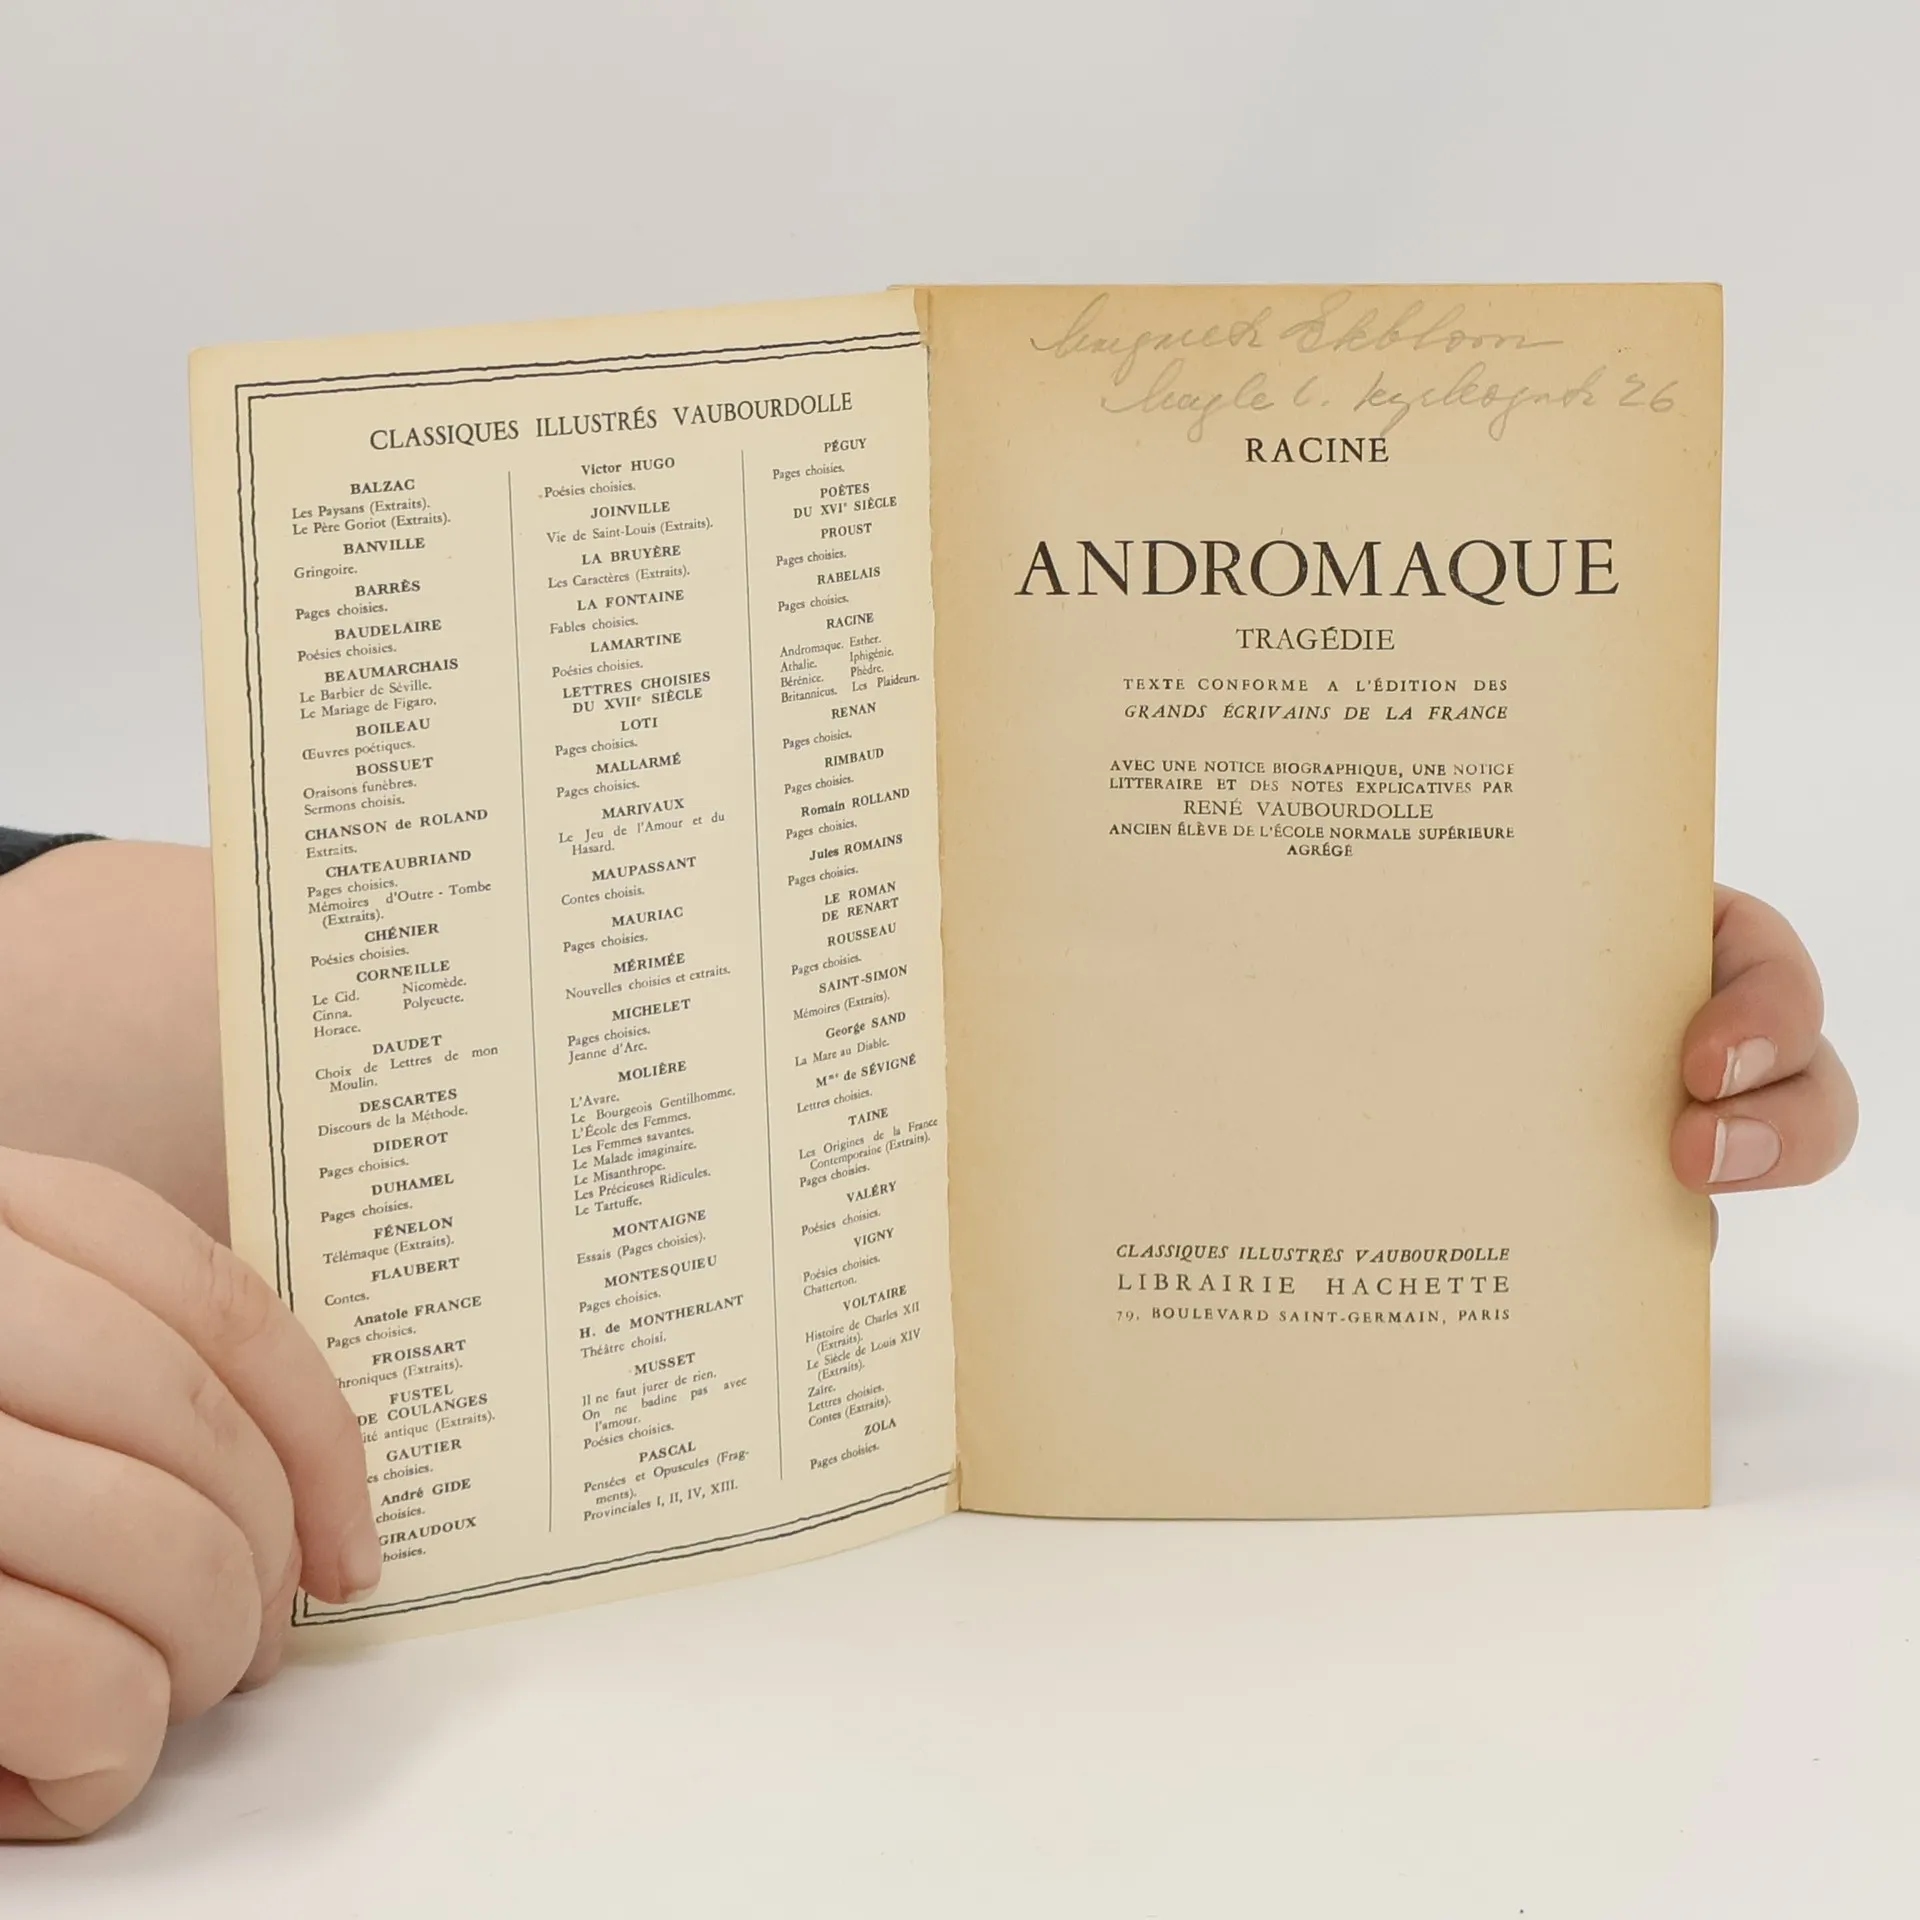 CLASSIQUES ILLUSTRÉS VAUBOURDOLLE
BALZAC
Les Paysans (Extraits).
Le Père Goriot (Extraits).
BANVILLE
Gringoire.
BARRÈS
Pages choisies.
BAUDELAIRE
Poésies choisies.
BEAUMARCHAIS
Le Barbier de Séville.
Le Mariage de Figaro.
BOILEAU
Œuvres poétiques.
BOSSUET
Oraisons funèbres.
Sermons choisis.
CHANSON de ROLAND
Extraits.
CHATEAUBRIAND
Pages choisies.
Mémoires d'Outre-Tombe
(Extraits).
CHÉNIER
Poésies choisies.
CORNEILLE
Le Cid. Nicomède.
Cinna. Polyeucte.
Horace.
DAUDET
Choix de Lettres de mon
Moulin.
DESCARTES
Discours de la Méthode.
DIDEROT
Pages choisies.
DUHAMEL
Pages choisies.
FÉNELON
Télémaque (Extraits).
FLAUBERT
Contes.
Anatole FRANCE
Pages choisies.
FROISSART
hroniques (Extraits).
FUSTEL
DE COULANGES
ité antique (Extraits).
GAUTIER
es choisies.
André GIDE
choisies.
GIRAUDOUX
hoisies.
Victor HUGO
Poésies choisies.
JOINVILLE
Vie de Saint-Louis (Extraits).
LA BRUYÈRE
Les Caractères (Extraits).
LA FONTAINE
Fables choisies.
LAMARTINE
Poésies choisies.
LETTRES CHOISIES
DU XVIIe SIÈCLE
LOTI
Pages choisies.
MALLARMÉ
Pages choisies.
MARIVAUX
Le Jeu de l'Amour et du
Hasard.
MAUPASSANT
Contes choisis.
MAURIAC
Pages choisies.
MÉRIMÉE
Nouvelles choisies et extraits.
MICHELET
Pages choisies.
Jeanne d'Arc.
MOLIÈRE
L'Avare.
Le Bourgeois Gentilhomme.
L'École des Femmes.
Les Femmes savantes.
Le Malade imaginaire.
Le Misanthrope.
Les Précieuses Ridicules.
Le Tartuffe.
MONTAIGNE
Essais (Pages choisies).
MONTESQUIEU
Pages choisies.
H. de MONTHERLANT
Théâtre choisi.
MUSSET
Il ne faut jurer de rien.
On ne badine pas avec
l'amour.
Poésies choisies.
PASCAL
Pensées et Opuscules (Frag-
ments).
Provinciales I, II, IV, XIII.
PÉGUY
Pages choisies.
POÈTES
DU XVIe SIÈCLE
PROUST
Pages choisies.
RABELAIS
Pages choisies.
RACINE
Andromaque. Esther.
Athalie. Iphigénie.
Bérénice. Phèdre.
Britannicus. Les Plaideurs.
RENAN
Pages choisies.
RIMBAUD
Pages choisies.
Romain ROLLAND
Pages choisies.
Jules ROMAINS
Pages choisies.
LE ROMAN
DE RENART
ROUSSEAU
Pages choisies.
SAINT-SIMON
Mémoires (Extraits).
George SAND
La Mare au Diable.
Mme de SÉVIGNÉ
Lettres choisies.
TAINE
Les Origines de la France
Contemporaine (Extraits).
Pages choisies.
VALÉRY
Poésies choisies.
VIGNY
Poésies choisies.
Chatterton.
VOLTAIRE
Histoire de Charles XII
(Extraits).
Le Siècle de Louis XIV
(Extraits).
Zaïre.
Lettres choisies.
Contes (Extraits).
ZOLA
Pages choisies.
Ekblom
26
RACINE
ANDROMAQUE
TRAGÉDIE
TEXTE CONFORME A L'ÉDITION DES
GRANDS ÉCRIVAINS DE LA FRANCE
AVEC UNE NOTICE BIOGRAPHIQUE, UNE NOTICE
LITTERAIRE ET DES NOTES EXPLICATIVES PAR
RENÉ VAUBOURDOLLE
ANCIEN ÉLÈVE DE L'ÉCOLE NORMALE SUPÉRIEURE
AGRÉGÉ
CLASSIQUES ILLUSTRÉS VAUBOURDOLLE
LIBRAIRIE HACHETTE
79, BOULEVARD SAINT-GERMAIN, PARIS